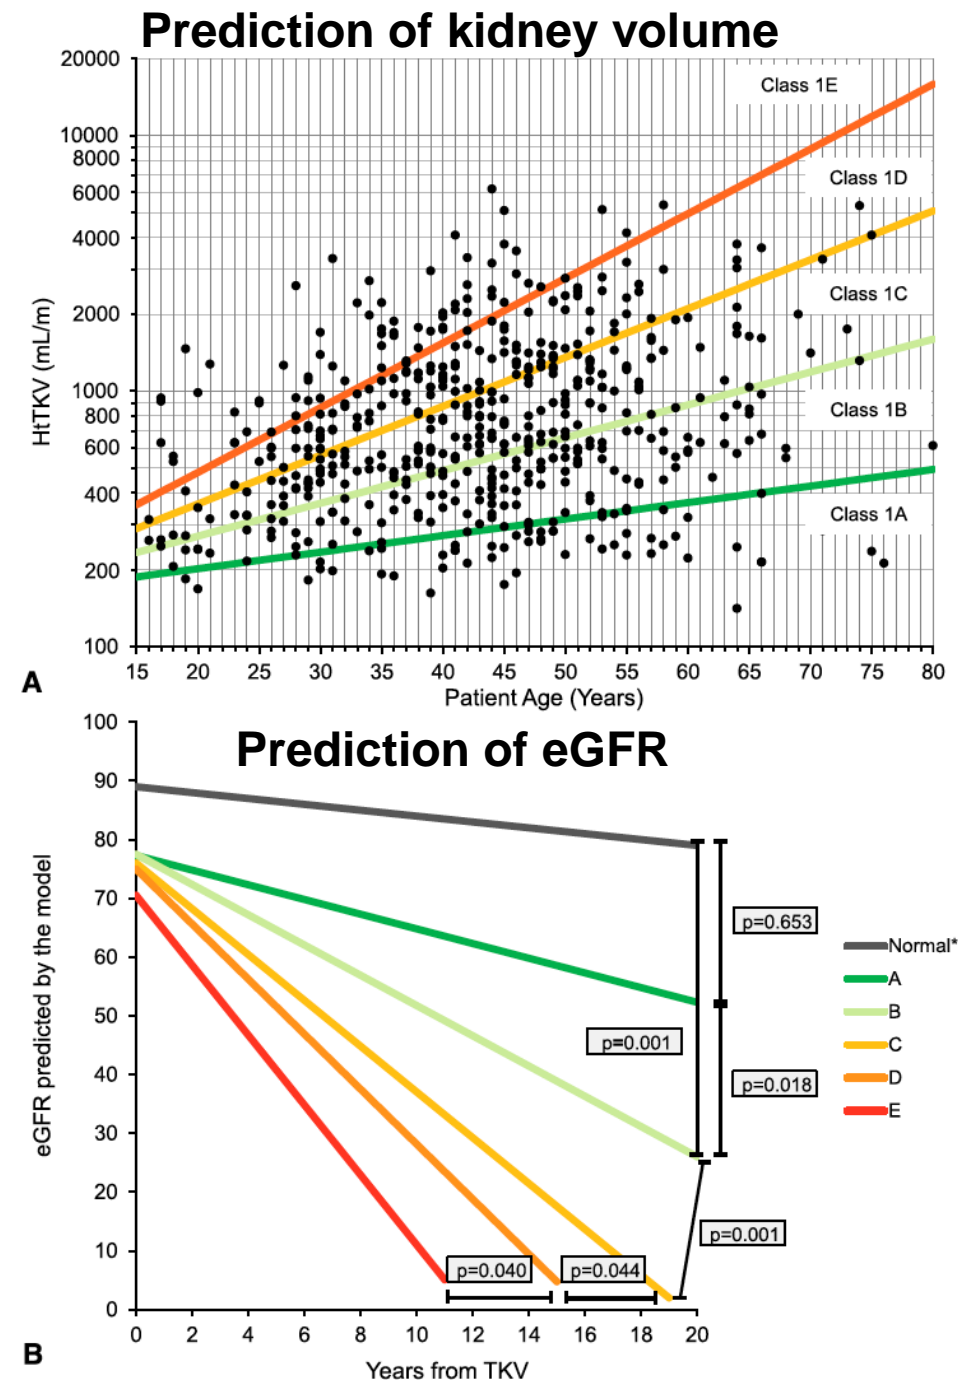 Prediction of kidney volume
20000
10000
8000
6000
4000
2000
1000
800
600
400
200
100
HtTKV (mL/m)
Class 1E
Class 1D
Class 1C
Class 1B
Class 1A
15 20 25 30 35 40 45 50 55 60 65 70 75 80
Patient Age (Years)
A
Prediction of eGFR
100
90
80
70
60
50
40
30
20
10
0
eGFR predicted by the model
p=0.653
p=0.001
p=0.018
p=0.001
p=0.040
p=0.044
Normal*
A
B
C
D
E
0 2 4 6 8 10 12 14 16 18 20
Years from TKV
B